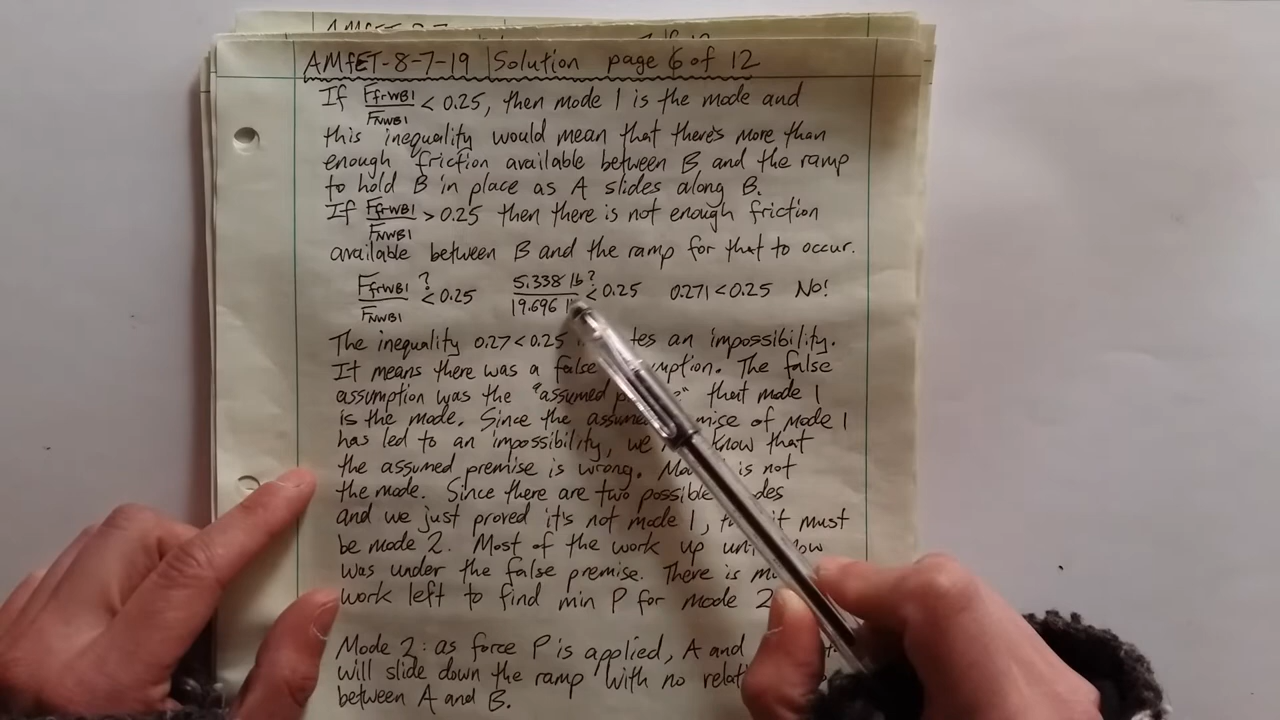 AMfET-8-7-19 | Solution page 6 of 12
If FfrWB1/FNWB1 < 0.25, then mode 1 is the mode and
this inequality would mean that there's more than
enough friction available between B and the ramp
to hold B in place as A slides along B.
If FfrWB1/FNWB1 > 0.25 then there is not enough friction
available between B and the ramp for that to occur.
FfrWB1/FNWB1 ?< 0.25 5.338 lb/19.696 ?< 0.25 0.271 < 0.25 No!
The inequality 0.27 < 0.25 an impossibility.
It means there was a false The false
assumption was the "assumed that mode 1
is the mode. Since the assumed of mode 1
has led to an impossibility, we know that
the assumed premise is wrong. is not
the mode. Since there are two possible
and we just proved it's not mode 1, it must
be mode 2. Most of the work up
was under the false premise. There is
work left to find min P for mode 2
Mode 2: as force P is applied, A and
will slide down the ramp with no
between A and B.